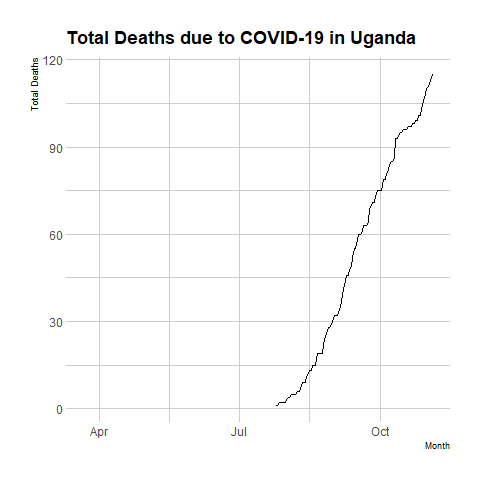 Total Deaths due to COVID-19 in Uganda
Total Deaths
120
90
60
30
0
Apr
Jul
Oct
Month